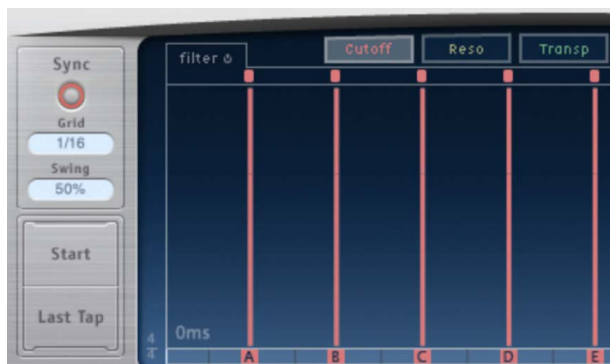 Sync
Grid
1/16
Swing
50%
Start
Last Tap
filter
Cutoff Reso Transp
0ms
4
4
A B C D E